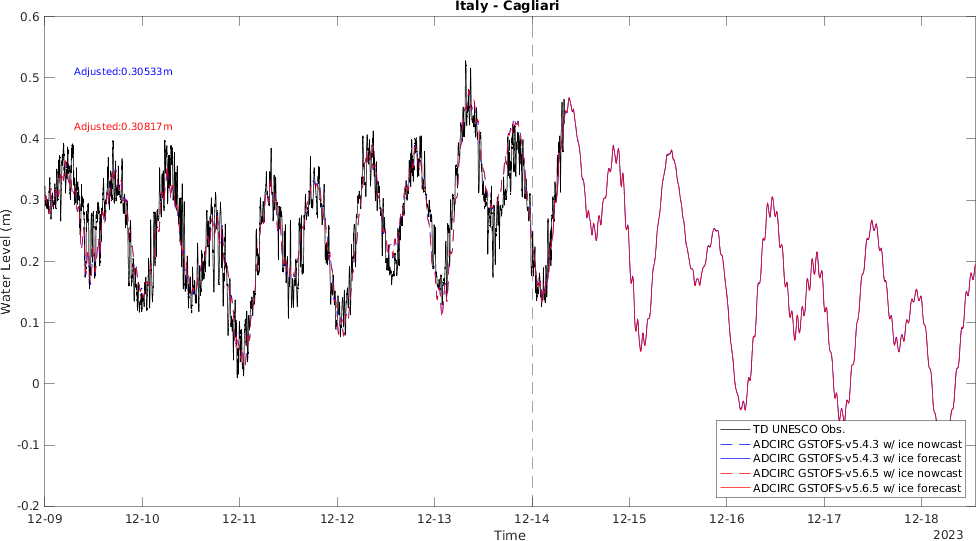 Italy - Cagliari
0.6
0.5
0.4
0.3
0.2
0.1
0
-0.1
-0.2
Water Level (m)
Adjusted:0.30533m
Adjusted:0.30817m
TD UNESCO Obs.
ADCIRC GSTOFS-v5.4.3 w/ ice nowcast
ADCIRC GSTOFS-v5.4.3 w/ ice forecast
ADCIRC GSTOFS-v5.6.5 w/ ice nowcast
ADCIRC GSTOFS-v5.6.5 w/ ice forecast
12-09 12-10 12-11 12-12 12-13 12-14 12-15 12-16 12-17 12-18
Time
2023